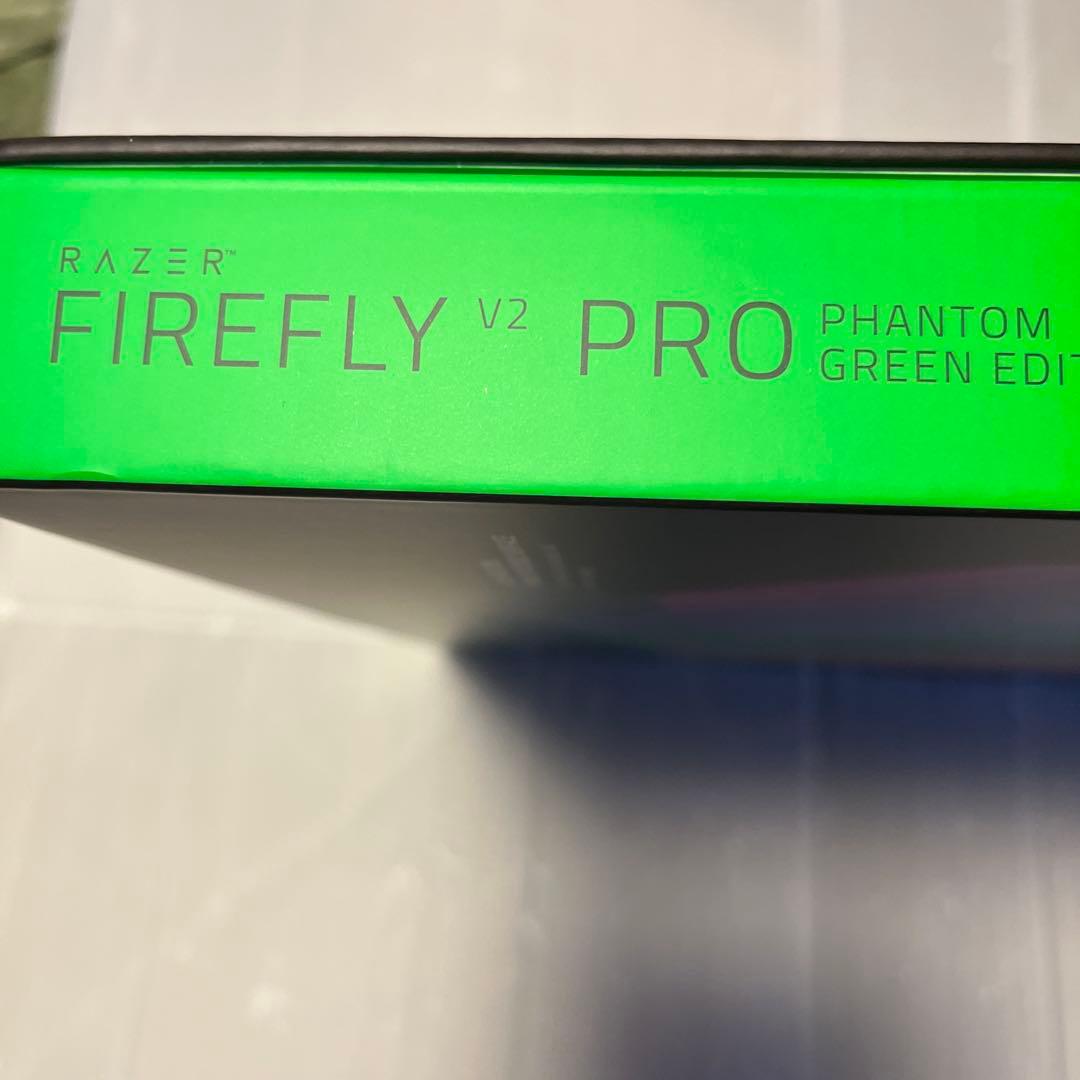 RAZER™
FIREFLY V2 PRO PHANTOM
GREEN EDIT